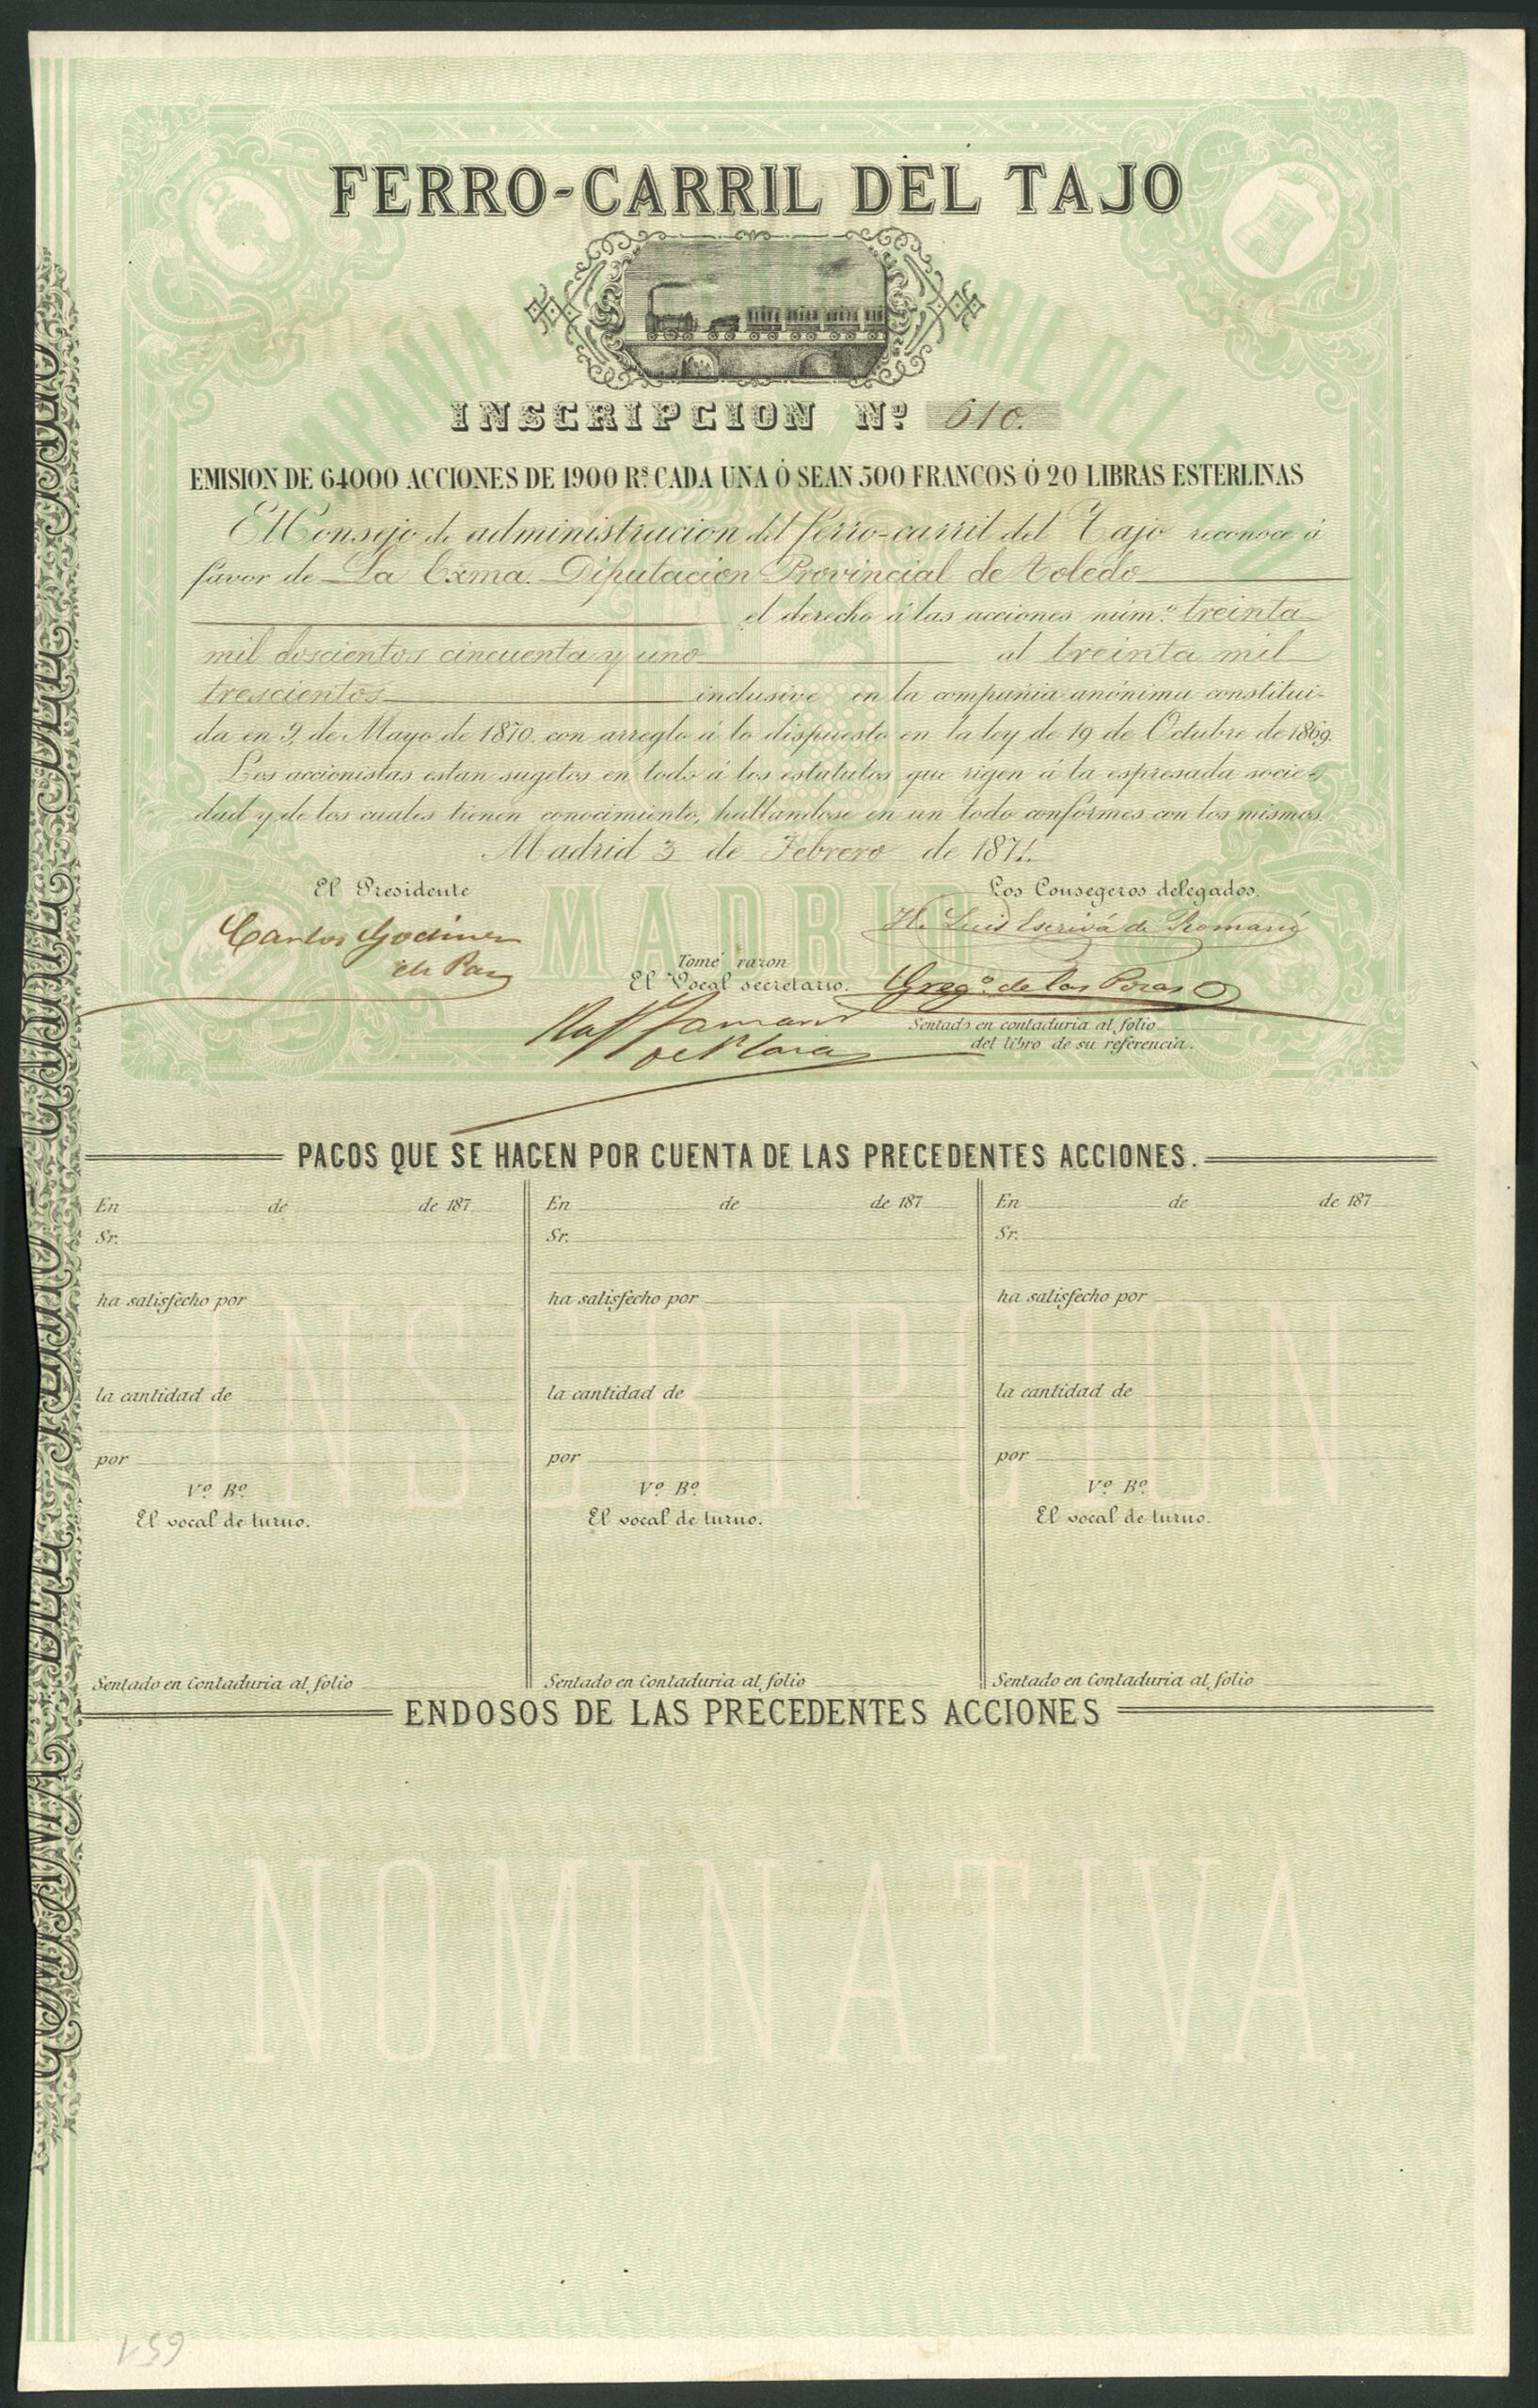 FERRO-CARRIL DEL TAJO
INSCRIPCION Nº 610.
EMISION DE 64000 ACCIONES DE 1900 Rˢ CADA UNA Ó SEAN 500 FRANCOS Ó 20 LIBRAS ESTERLINAS
El Consejo de administracion del ferro-carril del Tajo reconoce á
favor de La Exma. Diputacion Provincial de Toledo
el derecho á las acciones núm.º treinta
mil doscientos cincuenta y uno al treinta mil
trescientos inclusive en la compañia anónima constitui-
da en 9 de Mayo de 1870 con arreglo á lo dispuesto en la ley de 19 de Octubre de 1869.
Los accionistas estan sugetos en todo á los estatutos que rigen á la espresada socie-
dad y de los cuales tienen conocimiento, hallandose en un todo conformes con los mismos.
Madrid 3 de Febrero de 1871.
El Presidente
Los Consegeros delegados.
Carlos Godinez
de Paz
Luis Escrivá de Romaní
MADRID
Tomé razon
El Vocal secretario.
Greg.º de las Pozas
Sentado en contaduria al folio
del libro de su referencia.
PAGOS QUE SE HACEN POR CUENTA DE LAS PRECEDENTES ACCIONES.
En de de 187
En de de 187
En de de 187
Sr.
Sr.
Sr.
ha satisfecho por
ha satisfecho por
ha satisfecho por
INSCRIPCION
la cantidad de
la cantidad de
la cantidad de
por
por
por
Vº Bº
Vº Bº
Vº Bº
El vocal de turno.
El vocal de turno.
El vocal de turno.
Sentado en Contaduria al folio
Sentado en Contaduria al folio
Sentado en Contaduria al folio
ENDOSOS DE LAS PRECEDENTES ACCIONES
NOMINATIVA.
651